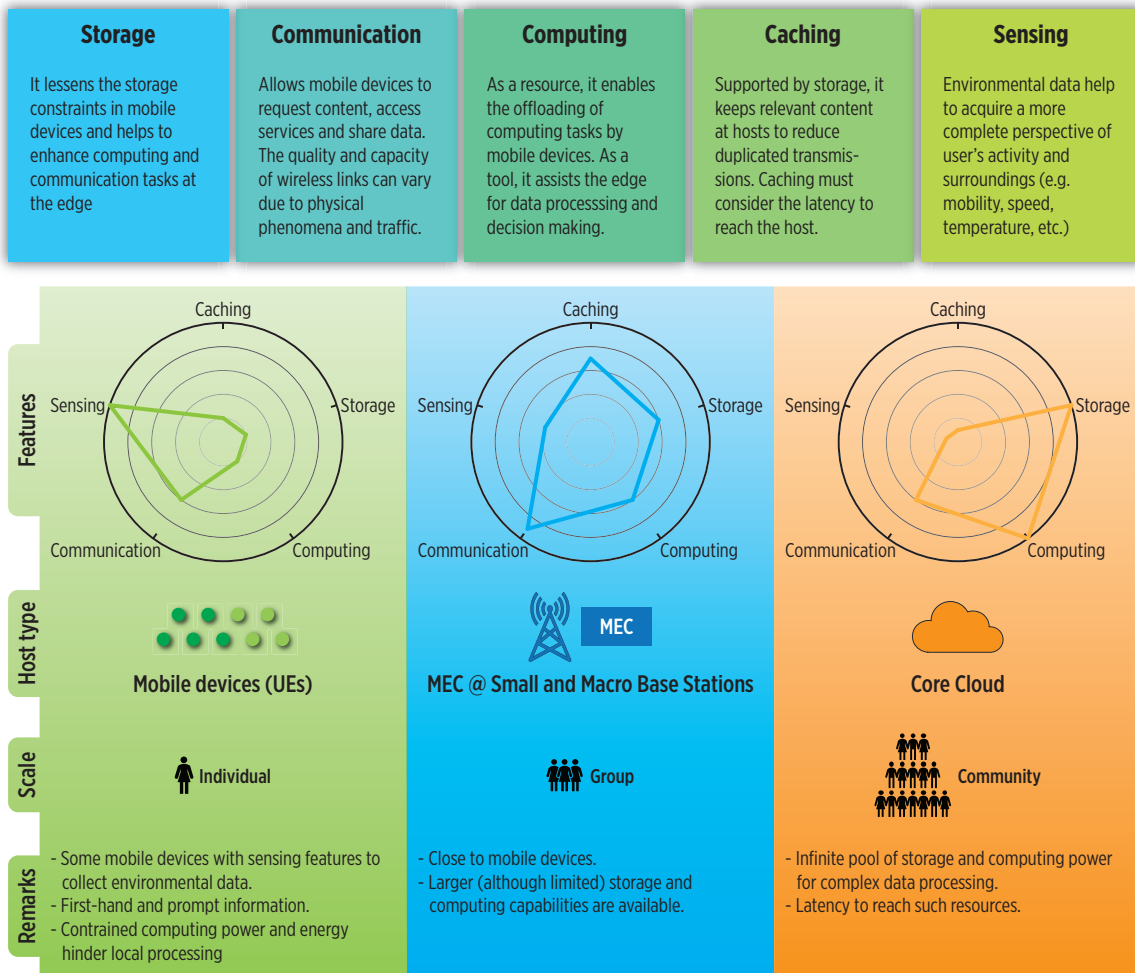 Storage
It lessens the storage
constraints in mobile
devices and helps to
enhance computing and
communication tasks at
the edge
Communication
Allows mobile devices to
request content, access
services and share data.
The quality and capacity
of wireless links can vary
due to physical
phenomena and traffic.
Computing
As a resource, it enables
the offloading of
computing tasks by
mobile devices. As a
tool, it assists the edge
for data processsing and
decision making.
Caching
Supported by storage, it
keeps relevant content
at hosts to reduce
duplicated transmis-
sions. Caching must
consider the latency to
reach the host.
Sensing
Environmental data help
to acquire a more
complete perspective of
user's activity and
surroundings (e.g.
mobility, speed,
temperature, etc.)
Features
Caching
Sensing
Storage
Communication
Computing
Caching
Sensing
Storage
Communication
Computing
Caching
Sensing
Storage
Communication
Computing
Host type
Mobile devices (UEs)
MEC
MEC @ Small and Macro Base Stations
Core Cloud
Scale
Individual
Group
Community
Remarks
- Some mobile devices with sensing features to
collect environmental data.
- First-hand and prompt information.
- Contrained computing power and energy
hinder local processing
- Close to mobile devices.
- Larger (although limited) storage and
computing capabilities are available.
- Infinite pool of storage and computing power
for complex data processing.
- Latency to reach such resources.